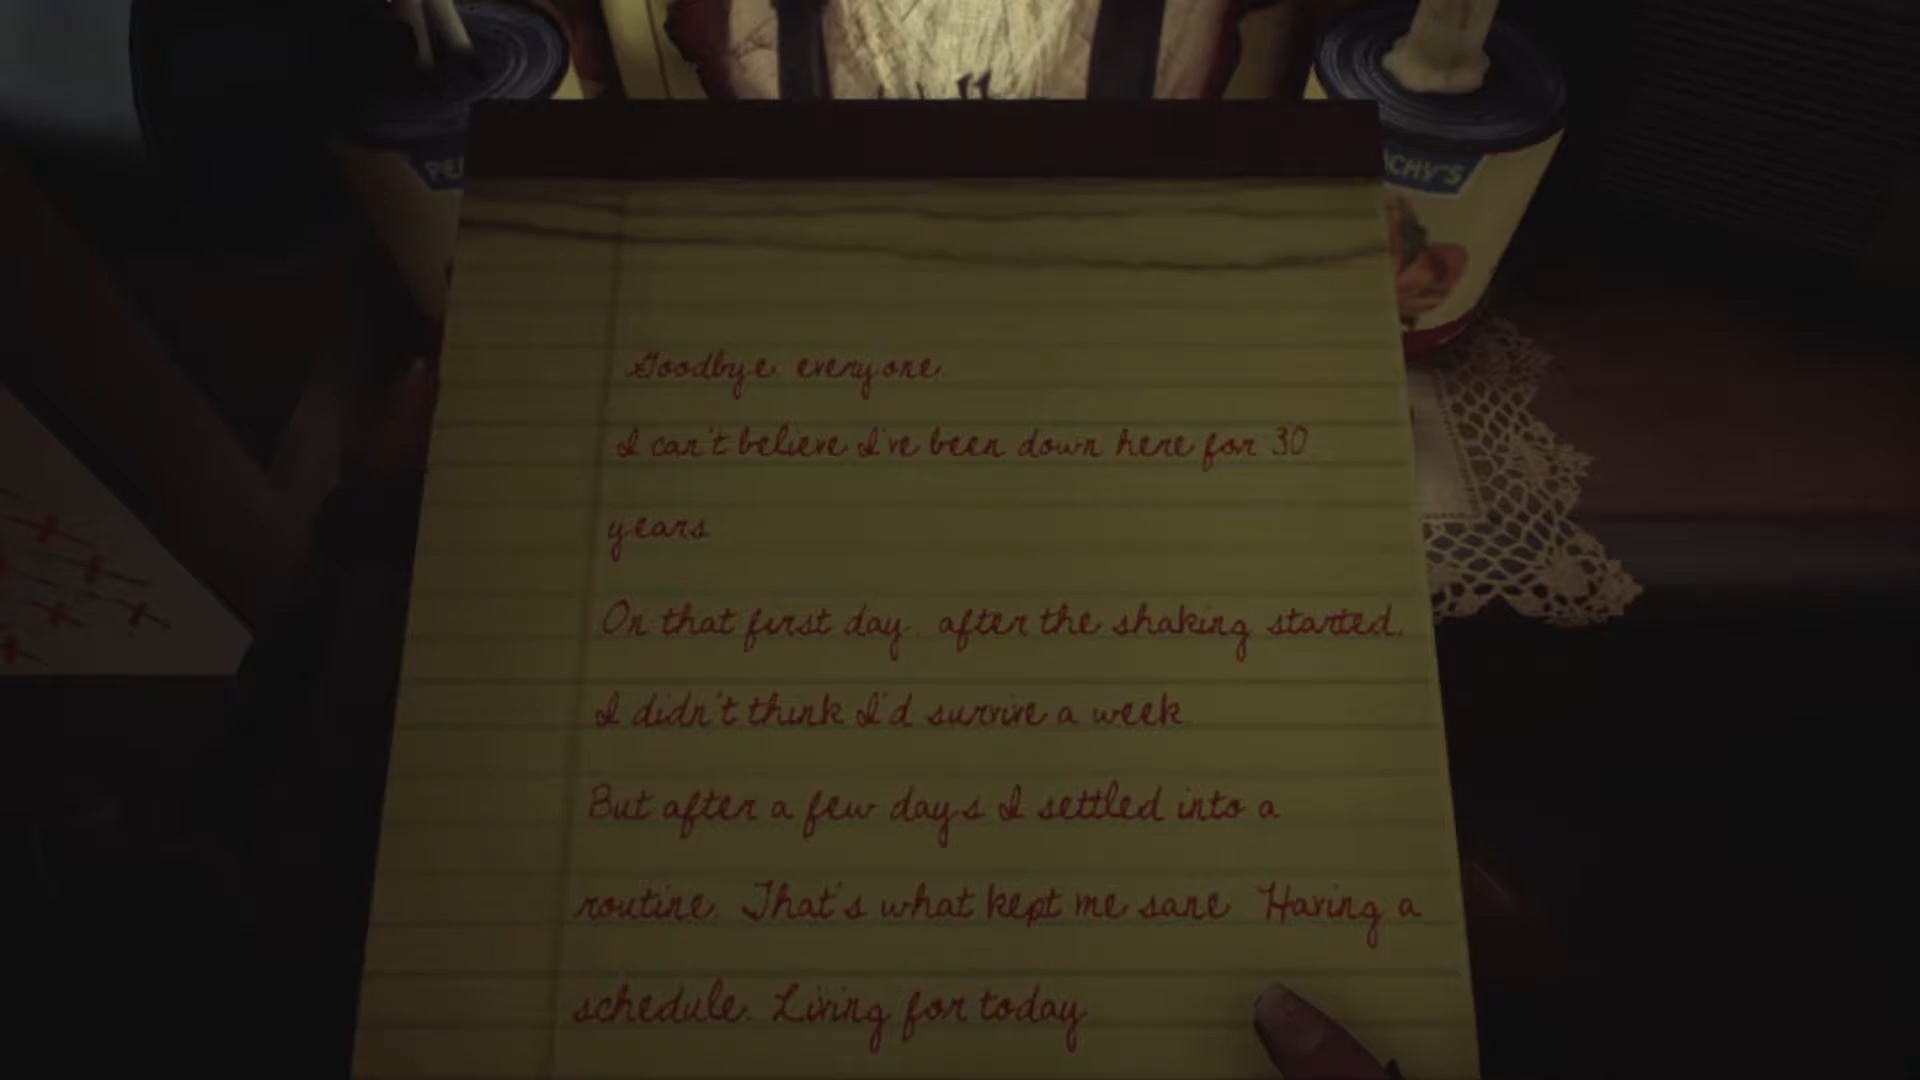 PEA
ACHY'S
Goodbye everyone
I can't believe I've been down here for 30
years
On that first day. after the shaking started.
I didn't think I'd survive a week
But after a few days I settled into a
routine. That's what kept me sane Having a
schedule. Living for today